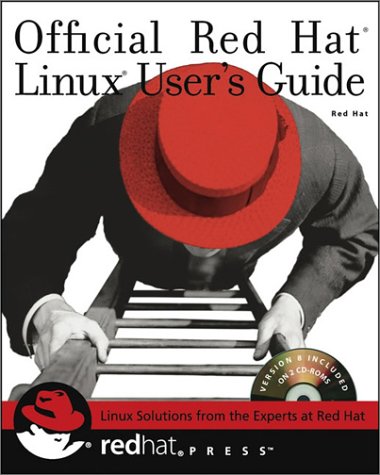 Official Red Hat®
Linux® User's Guide
Red Hat
VERSION 8 INCLUDED
ON 2 CD-ROMS
Linux Solutions from the Experts at Red Hat
® redhat® PRESS™